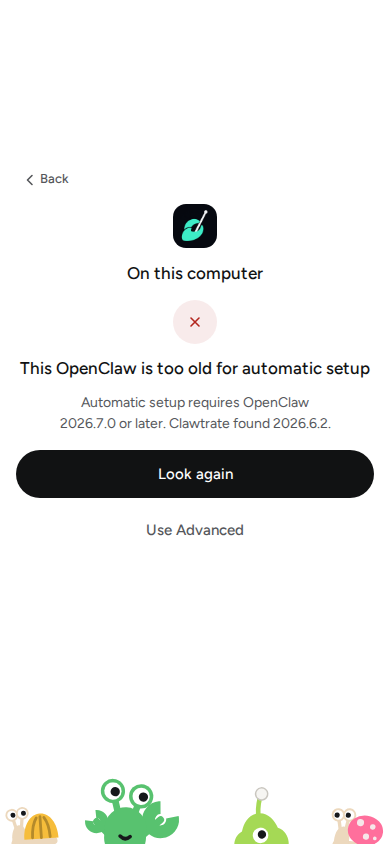 Back
On this computer
This OpenClaw is too old for automatic setup
Automatic setup requires OpenClaw
2026.7.0 or later. Clawtrate found 2026.6.2.
Look again
Use Advanced